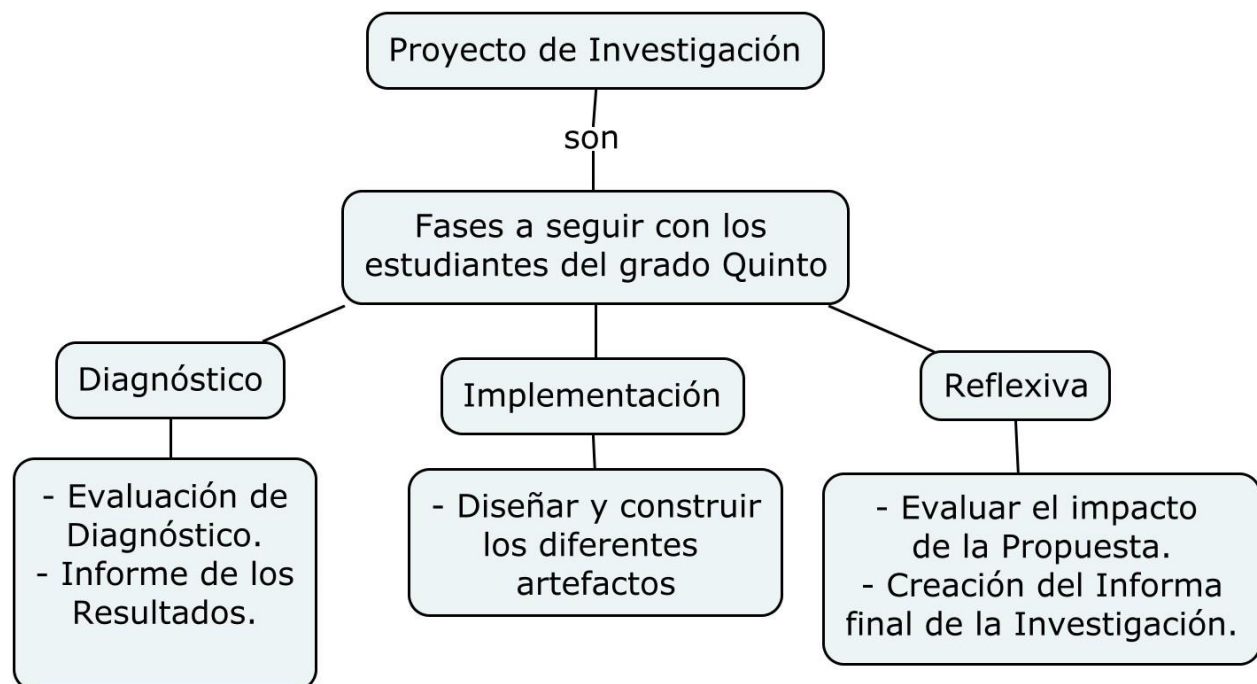 Proyecto de Investigación
son
Fases a seguir con los
estudiantes del grado Quinto
Diagnóstico
Implementación
Reflexiva
- Evaluación de
Diagnóstico.
- Informe de los
Resultados.
- Diseñar y construir
los diferentes
artefactos
- Evaluar el impacto
de la Propuesta.
- Creación del Informa
final de la Investigación.